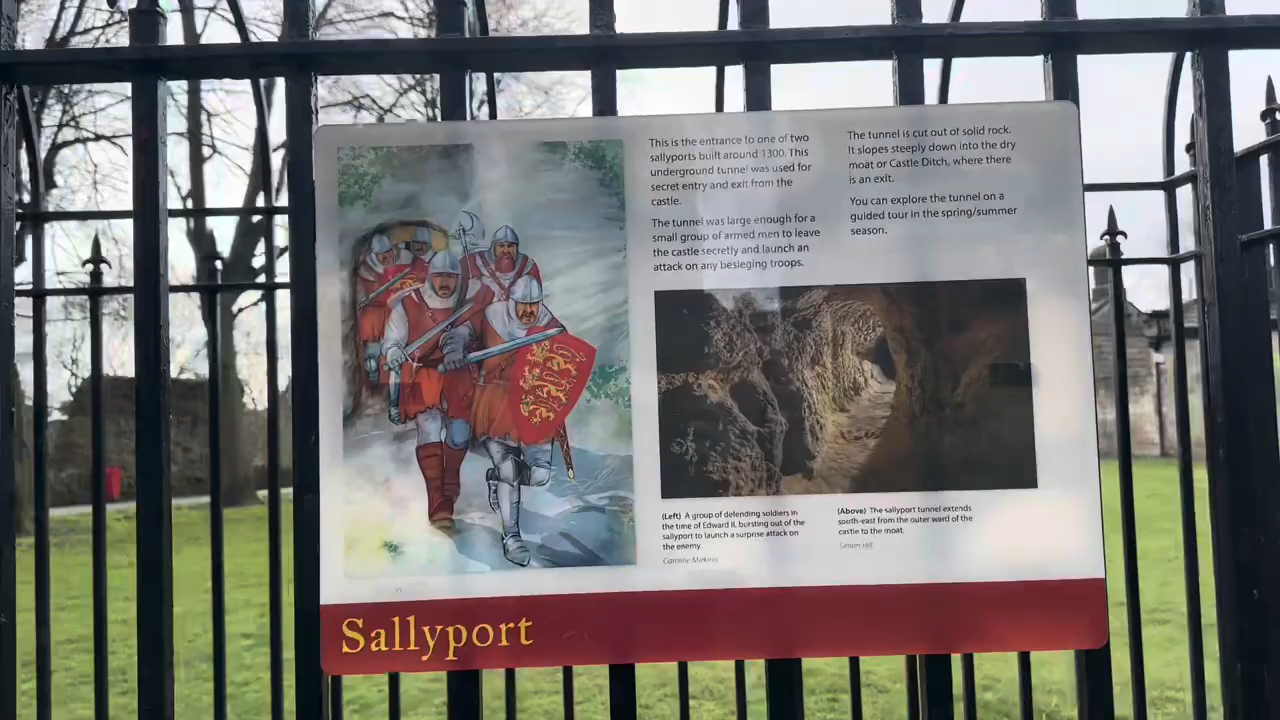 This is the entrance to one of two
sallyports built around 1300. This
underground tunnel was used for
secret entry and exit from the
castle.
The tunnel was large enough for a
small group of armed men to leave
the castle secretly and launch an
attack on any besieging troops.
The tunnel is cut out of solid rock.
It slopes steeply down into the dry
moat or Castle Ditch, where there
is an exit.
You can explore the tunnel on a
guided tour in the spring/summer
season.
(Left) A group of defending soldiers in
the time of Edward II, bursting out of the
sallyport to launch a surprise attack on
the enemy.
Caroline
(Above) The sallyport tunnel extends
south-east from the outer ward of the
castle to the moat.
Simon Hill
Sallyport